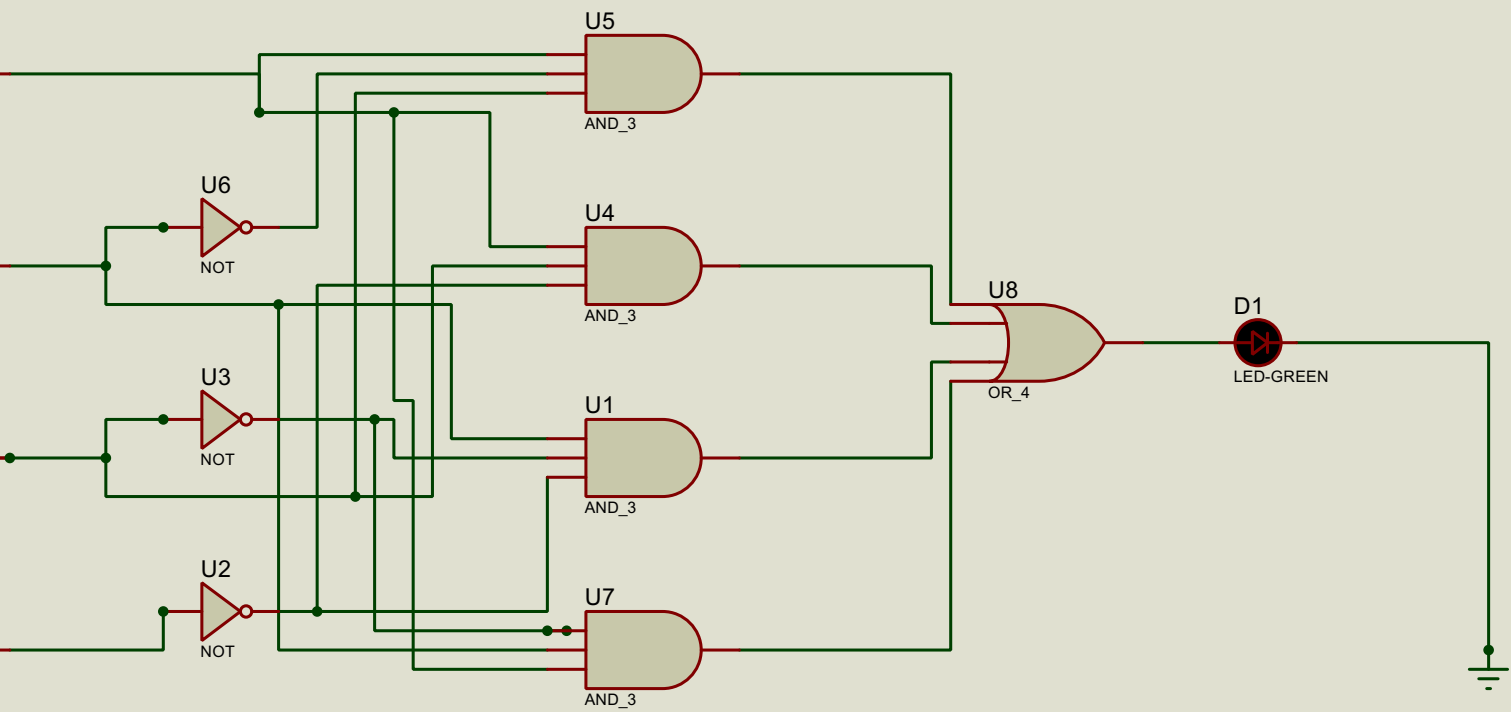 U5
AND_3
U6
NOT
U4
AND_3
U8
OR_4
D1
LED-GREEN
U3
NOT
U1
AND_3
U2
NOT
U7
AND_3